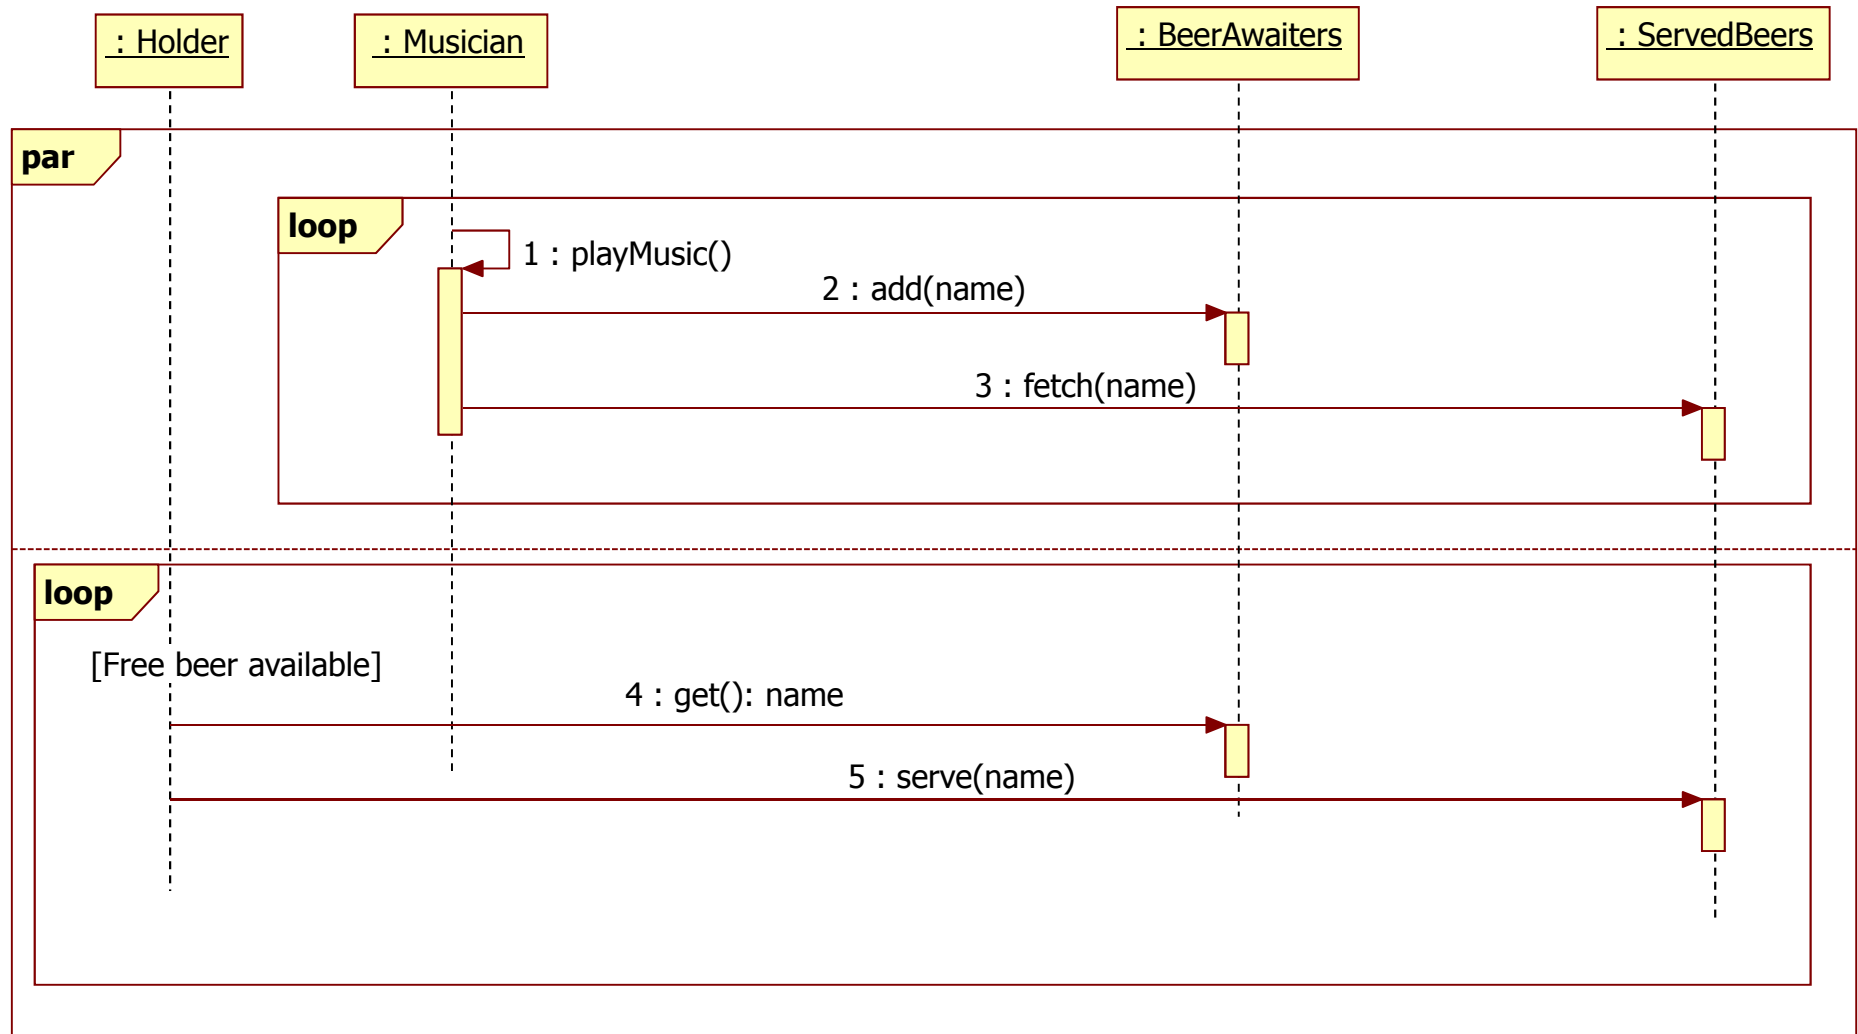 : Holder
: Musician
: BeerAwaiters
: ServedBeers
par
loop
1 : playMusic()
2 : add(name)
3 : fetch(name)
loop
[Free beer available]
4 : get(): name
5 : serve(name)